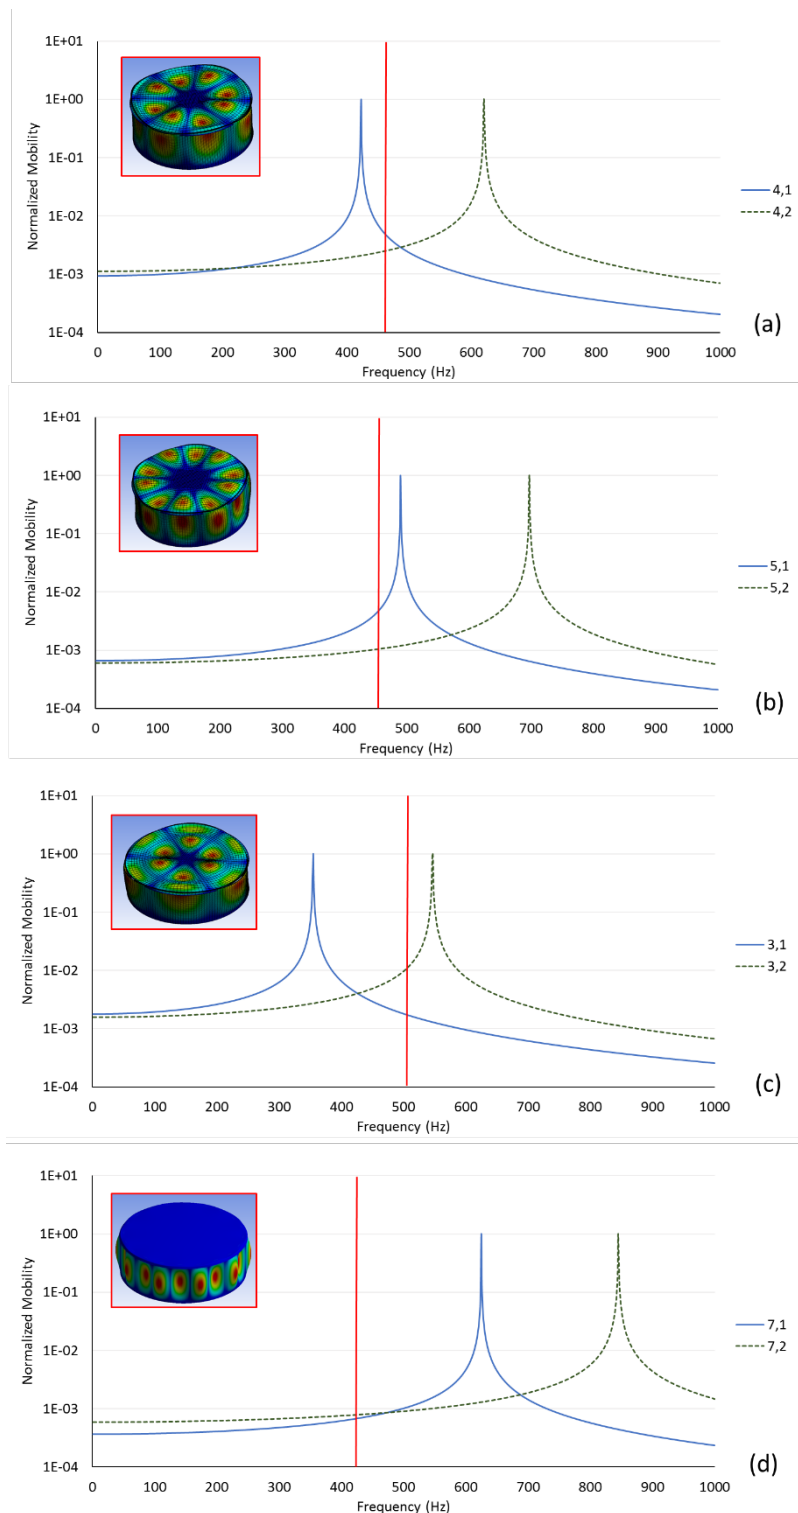 1E+01
1E+00
1E-01
1E-02
1E-03
1E-04
Normalized Mobility
0 100 200 300 400 500 600 700 800 900 1000
Frequency (Hz)
4,1
4,2
(a)
1E+01
1E+00
1E-01
1E-02
1E-03
1E-04
Normalized Mobility
0 100 200 300 400 500 600 700 800 900 1000
Frequency (Hz)
5,1
5,2
(b)
1E+01
1E+00
1E-01
1E-02
1E-03
1E-04
Normalized Mobility
0 100 200 300 400 500 600 700 800 900 1000
Frequency (Hz)
3,1
3,2
(c)
1E+01
1E+00
1E-01
1E-02
1E-03
1E-04
Normalized Mobility
0 100 200 300 400 500 600 700 800 900 1000
Frequency (Hz)
7,1
7,2
(d)